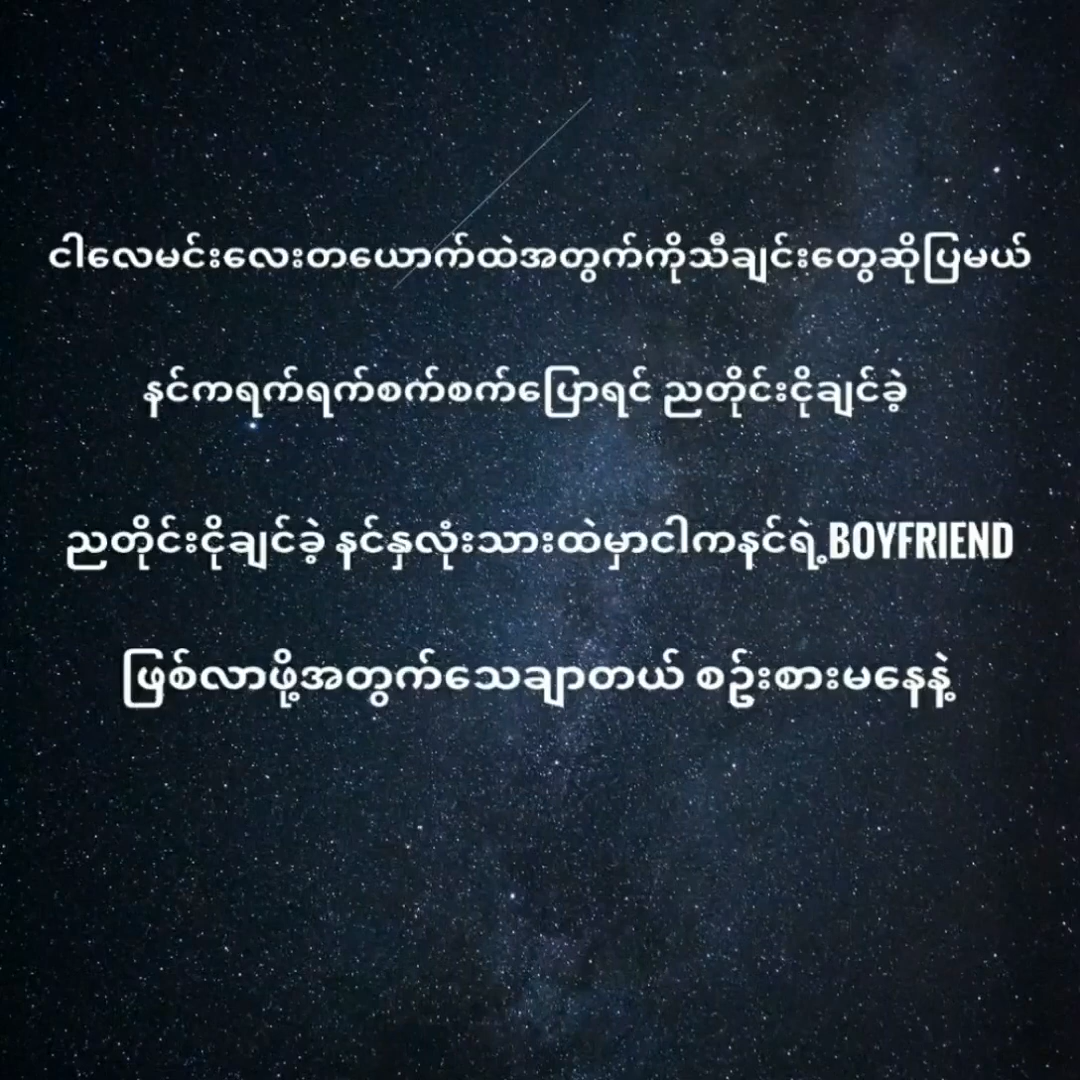 ငါလေမင်းလေးတယောက်ထဲအတွက်ကိုသီချင်းတွေဆိုပြမယ်
နင်ကရက်ရက်စက်စက်ပြောရင် ညတိုင်းငိုချင်ခဲ့
ညတိုင်းငိုချင်ခဲ့ နင်နှလုံးသားထဲမှာငါကနင်ရဲ့BOYFRIEND
ဖြစ်လာဖို့အတွက်သေချာတယ် စဥ်းစားမနေနဲ့